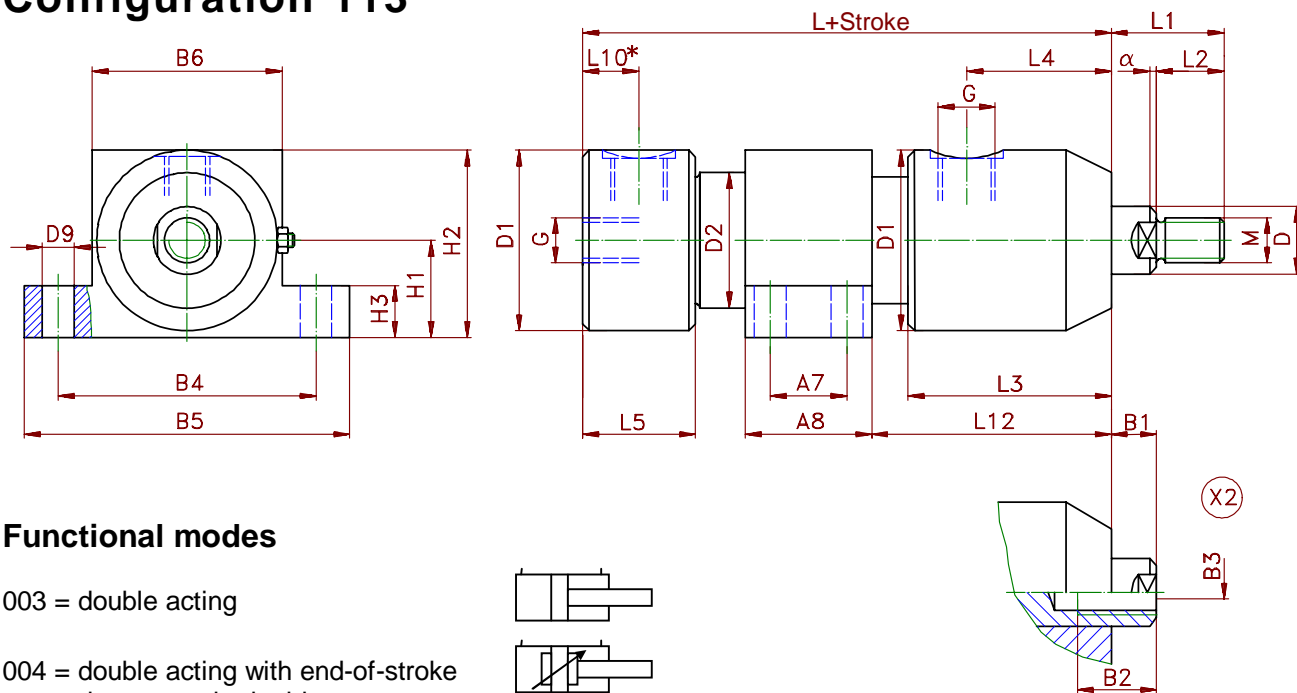 Configuration 113
L+Stroke
L1
B6
L10*
L4
α
L2
G
D9
H2
H1
H3
D1
G
D2
D1
M
D
B4
A7
L3
B5
L5
A8
L12
B1
X2
B3
B2
Functional modes
003 = double acting
004 = double acting with end-of-stroke